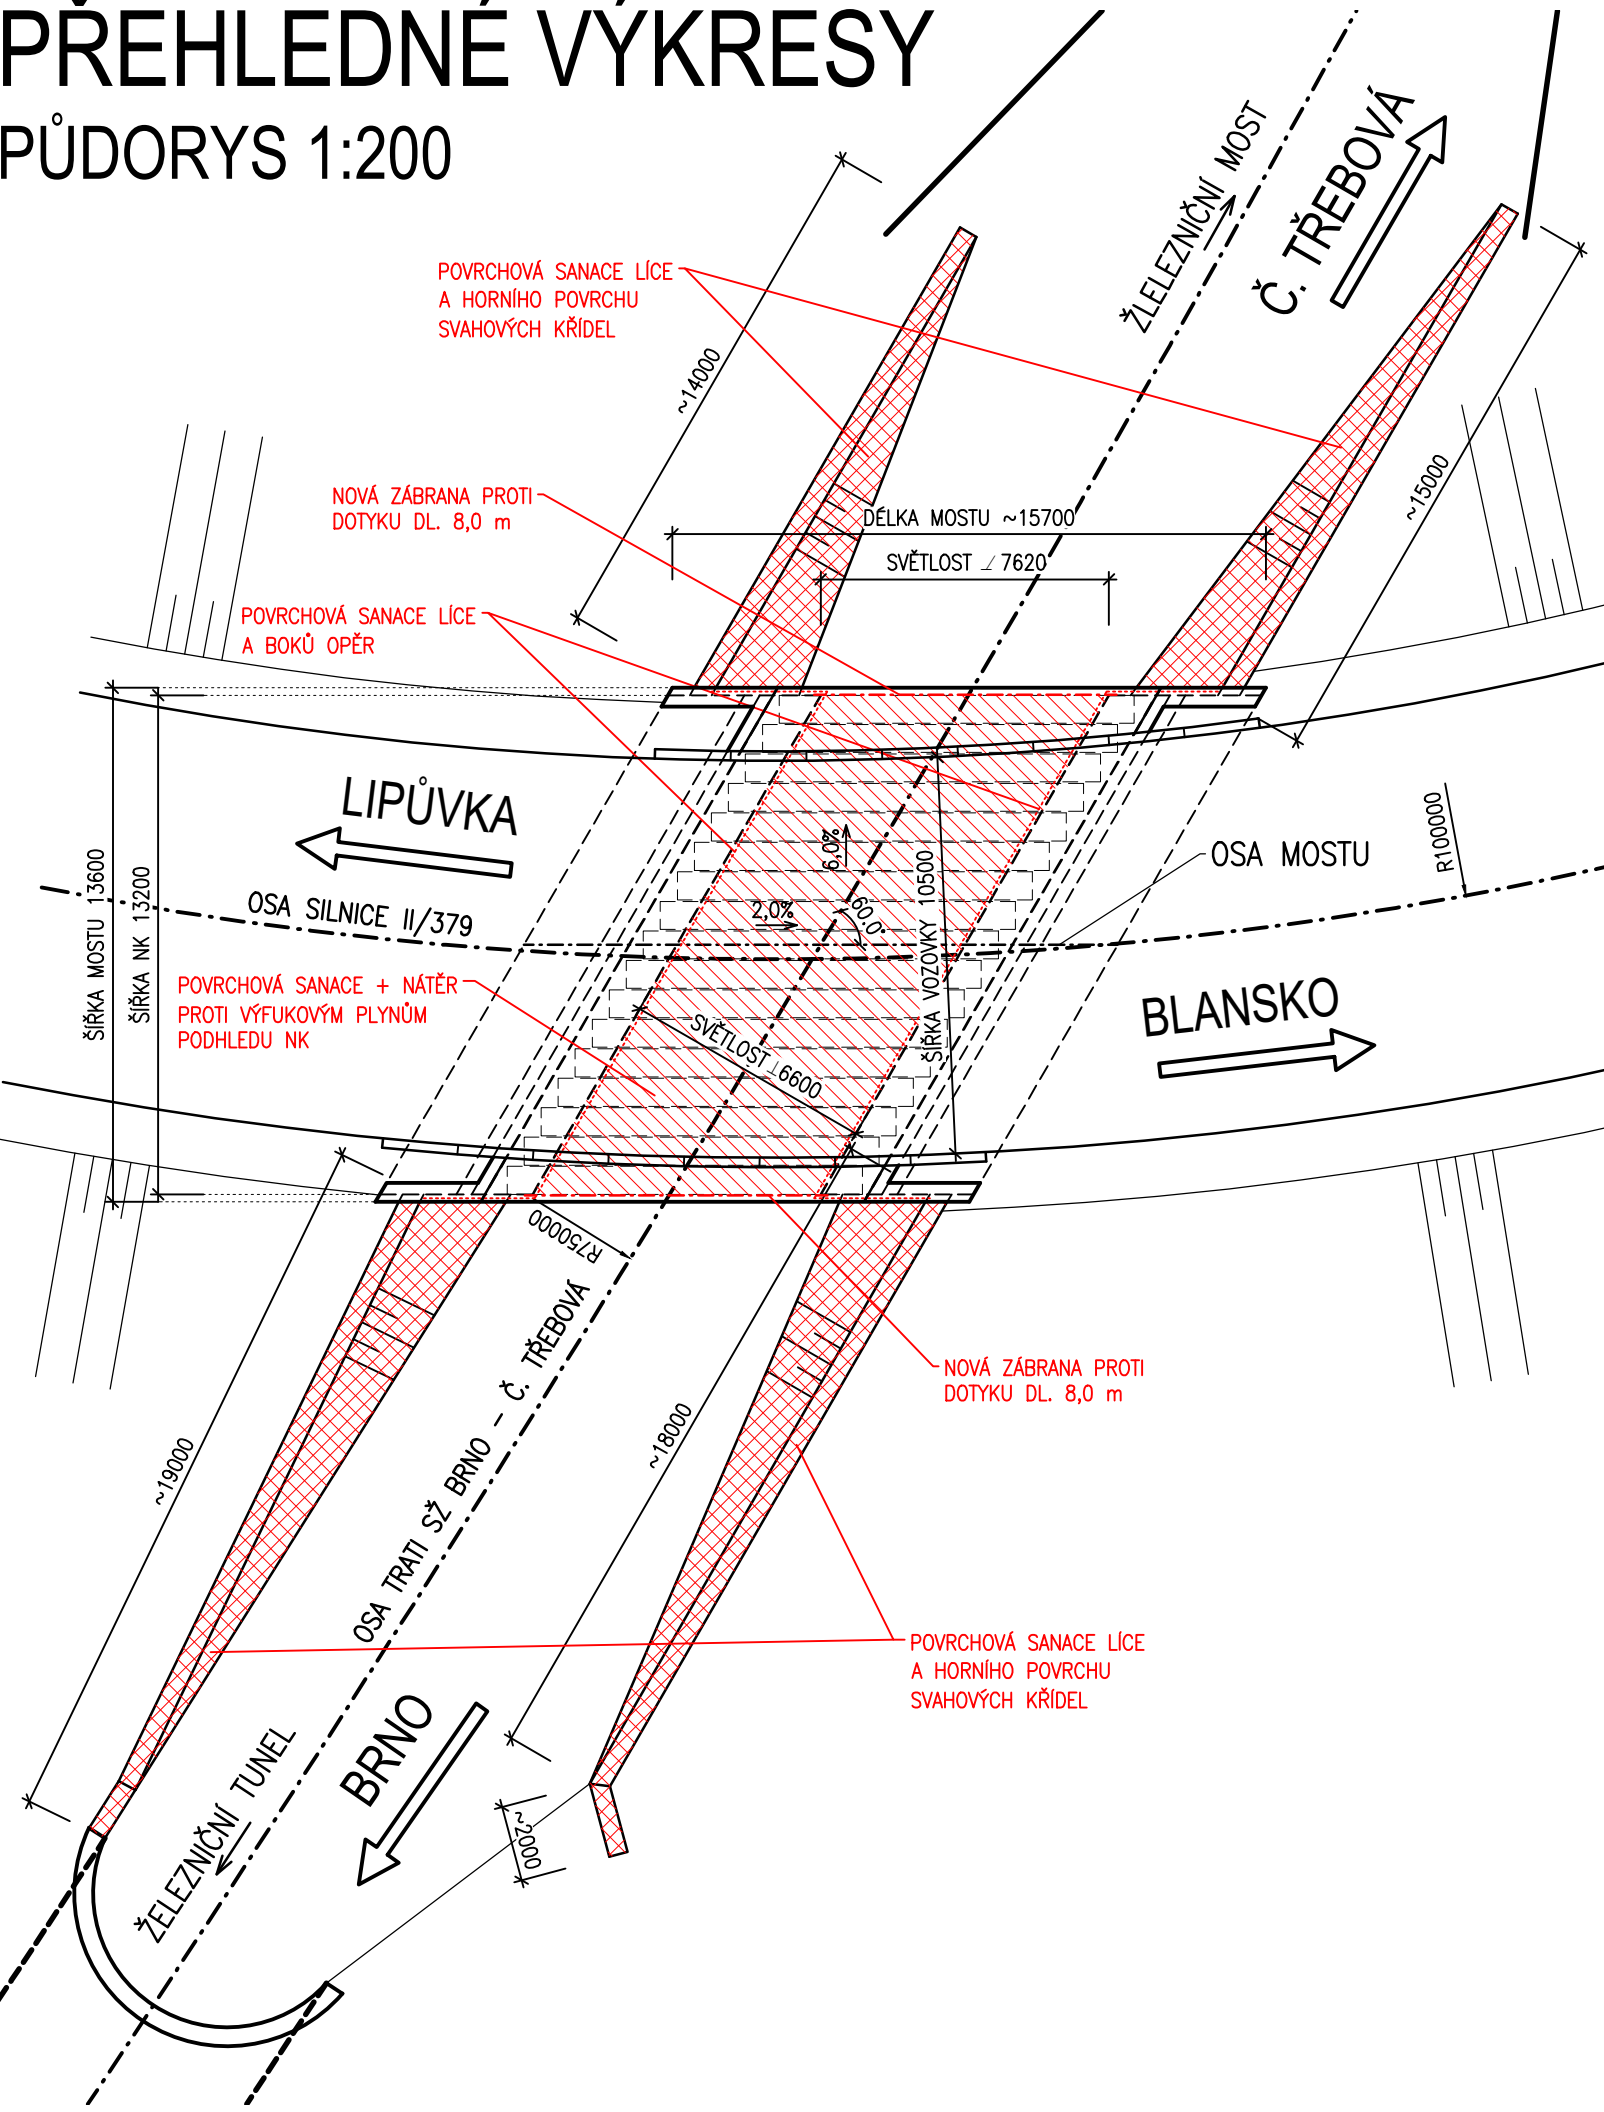 PŘEHLEDNÉ VÝKRESY
PŮDORYS 1:200
ŽLELEZNIČNÍ MOST
Č. TŘEBOVÁ
POVRCHOVÁ SANACE LÍCE
A HORNÍHO POVRCHU
SVAHOVÝCH KŘÍDEL
~14000
~15000
NOVÁ ZÁBRANA PROTI
DOTYKU DL. 8,0 m
DÉLKA MOSTU ~15700
SVĚTLOST ⊥ 7620
POVRCHOVÁ SANACE LÍCE
A BOKŮ OPĚR
LIPŮVKA
R100000
OSA MOSTU
6,0%
2,0%
60.0°
ŠÍŘKA MOSTU 13600
ŠÍŘKA NK 13200
OSA SILNICE II/379
ŠÍŘKA VOZOVKY 10500
POVRCHOVÁ SANACE + NÁTĚR
PROTI VÝFUKOVÝM PLYNŮM
PODHLEDU NK
BLANSKO
SVĚTLOST ⊥6600
R750000
NOVÁ ZÁBRANA PROTI
DOTYKU DL. 8,0 m
~19000
~18000
OSA TRATI SŽ BRNO - Č. TŘEBOVÁ
POVRCHOVÁ SANACE LÍCE
A HORNÍHO POVRCHU
SVAHOVÝCH KŘÍDEL
BRNO
ŽELEZNIČNÍ TUNEL
~2000